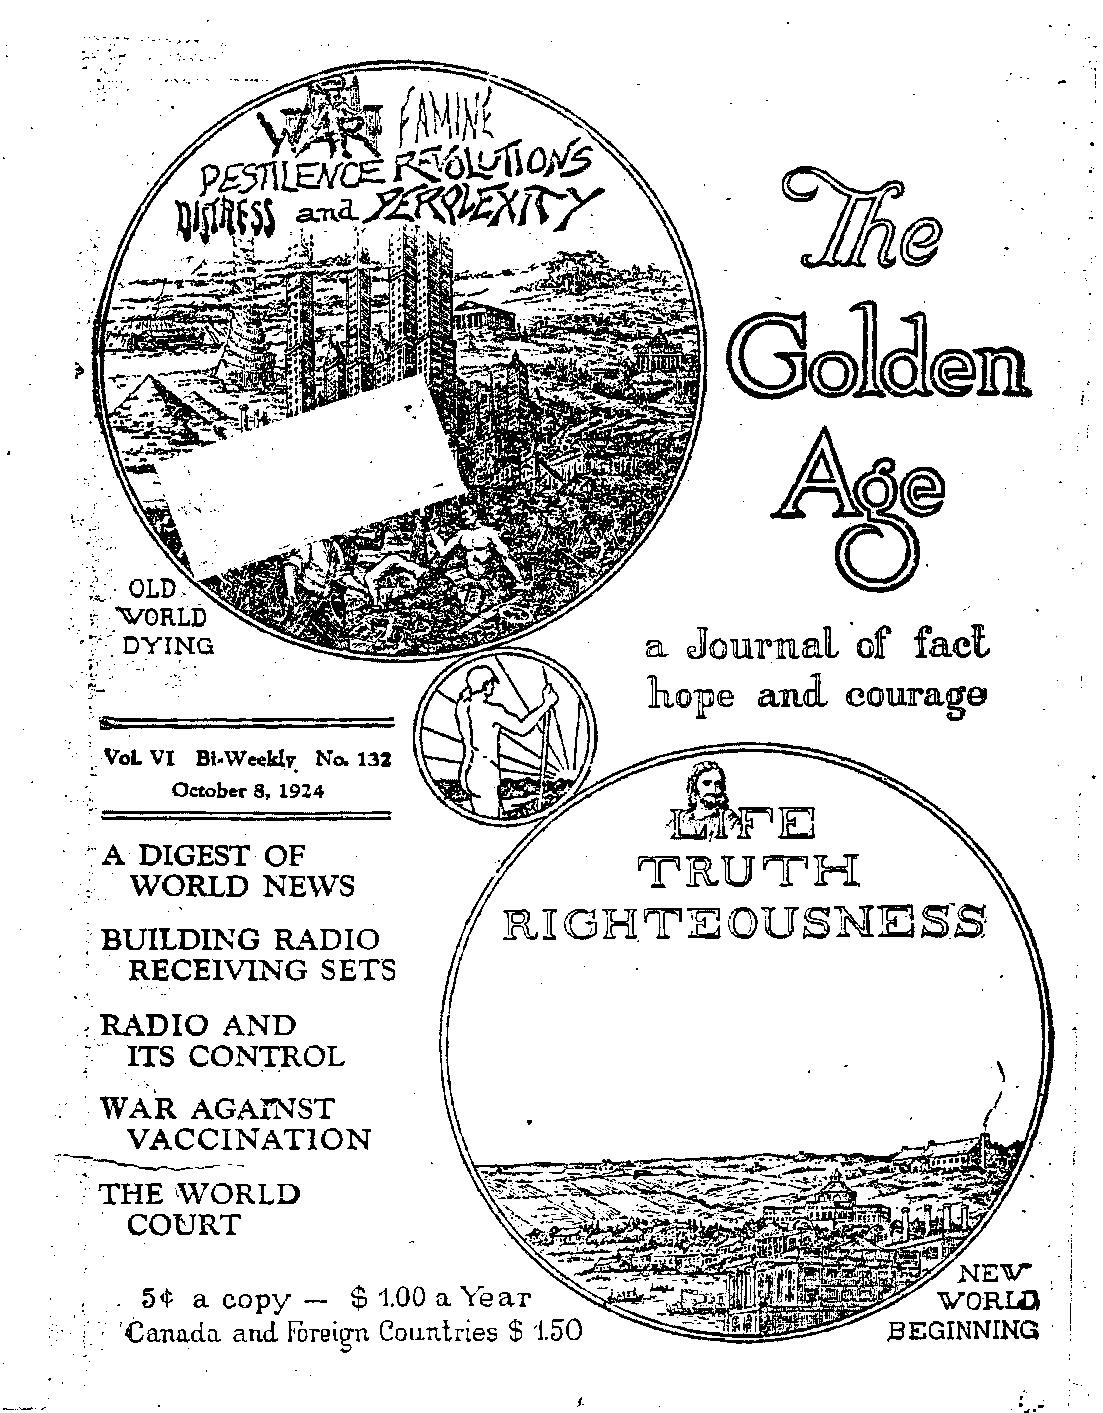 WAR FAMINE
PESTILENCE REVOLUTIONS
DISTRESS and PERPLEXITY
The
Golden
Age
OLD
WORLD
DYING
a Journal of fact
hope and courage
Vol. VI Bi-Weekly No. 132
October 8, 1924
A DIGEST OF
WORLD NEWS
BUILDING RADIO
RECEIVING SETS
RADIO AND
ITS CONTROL
WAR AGAINST
VACCINATION
THE WORLD
COURT
5¢ a copy — $ 1.00 a Year
Canada and Foreign Countries $ 1.50
LIFE
TRUTH
RIGHTEOUSNESS
NEW
WORLD
BEGINNING